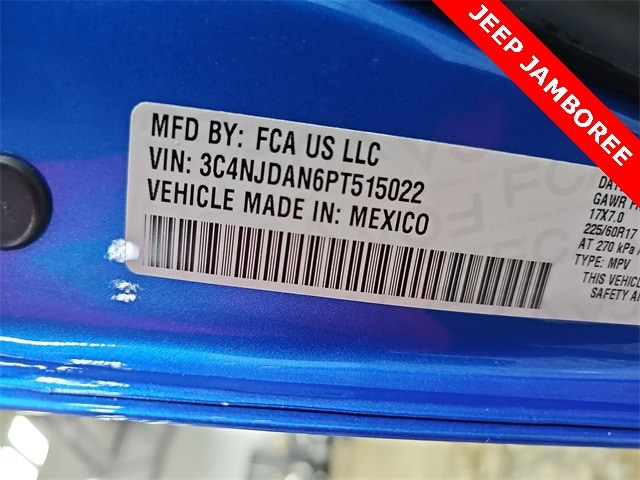 JEEP JAMBOREE
MFD BY: FCA US LLC
VIN: 3C4NJDAN6PT515022
VEHICLE MADE IN: MEXICO
GAWR
17X7.0
225/60R17
AT 270 kPa
TYPE: MPV
THIS VEHICL
SAFETY